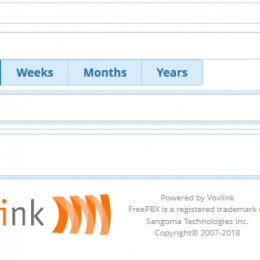 Weeks Months Years
ink
Powered by Voxlink
FreePBX is a registered trademark o
Sangoma Technologies Inc.
Copyright© 2007-2018